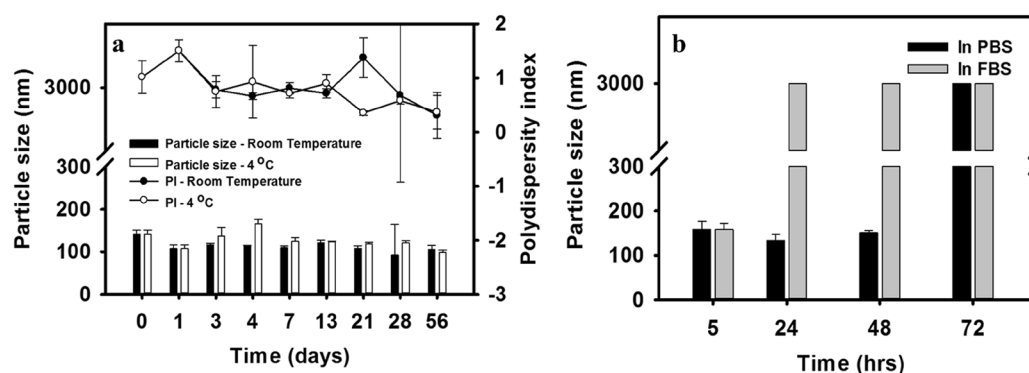 a
Particle size (nm)
3000
300
200
100
0
Particle size - Room Temperature
Particle size - 4 ⁰C
PI - Room Temperature
PI - 4 ⁰C
2
1
0
-1
-2
-3
Polydispersity index
0 1 3 4 7 13 21 28 56
Time (days)
b
Particle size (nm)
3000
300
200
100
0
In PBS
In FBS
5 24 48 72
Time (hrs)